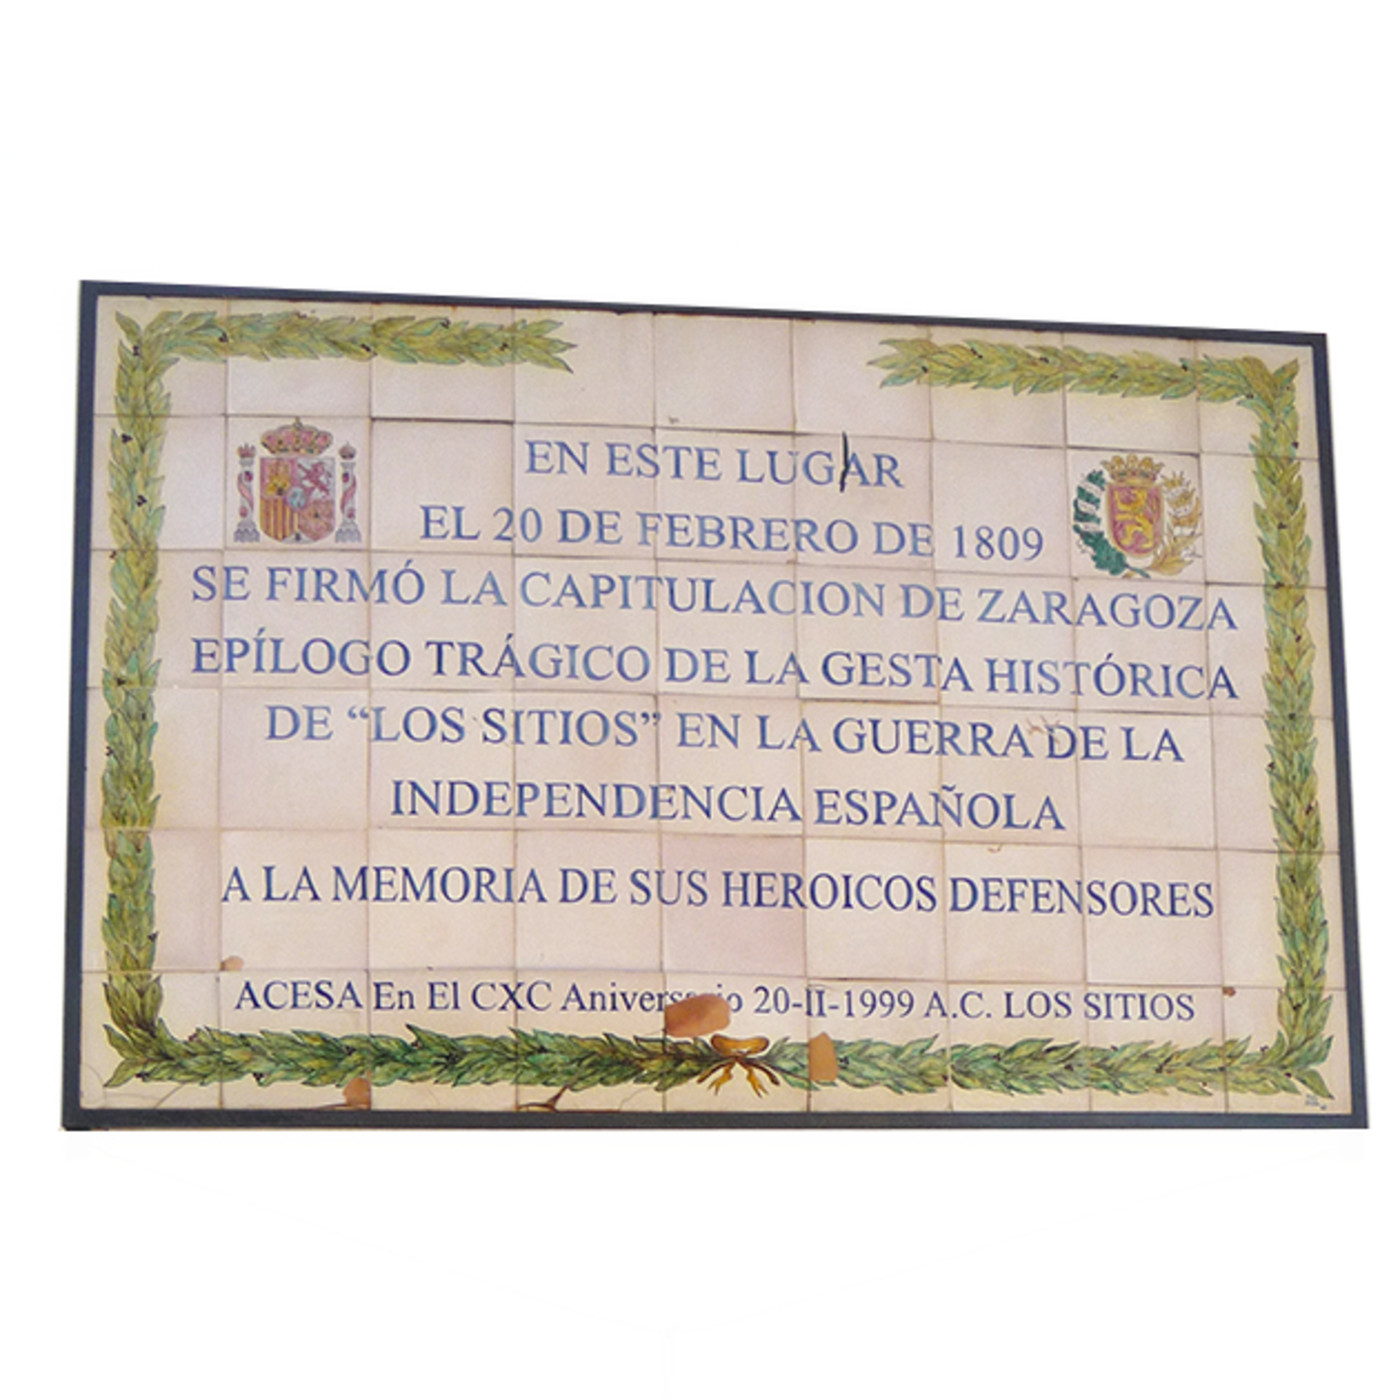 EN ESTE LUGAR
EL 20 DE FEBRERO DE 1809
SE FIRMÓ LA CAPITULACION DE ZARAGOZA
EPÍLOGO TRÁGICO DE LA GESTA HISTÓRICA
DE “LOS SITIOS” EN LA GUERRA DE LA
INDEPENDENCIA ESPAÑOLA
A LA MEMORIA DE SUS HEROICOS DEFENSORES
ACESA En El CXC Aniversario 20-II-1999 A.C. LOS SITIOS